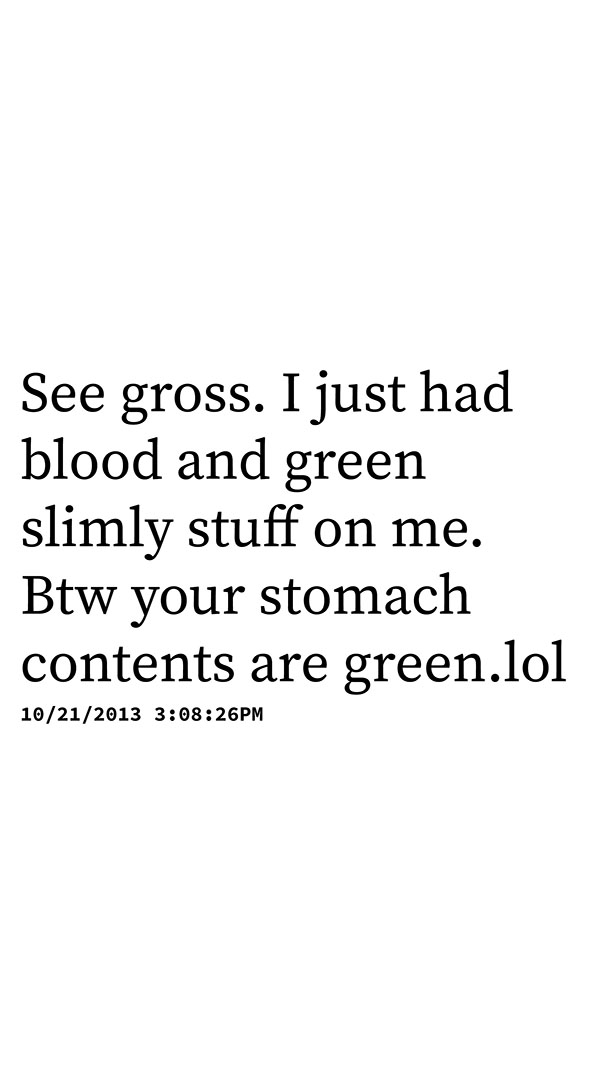 See gross. I just had
blood and green
slimly stuff on me.
Btw your stomach
contents are green.lol
10/21/2013 3:08:26PM